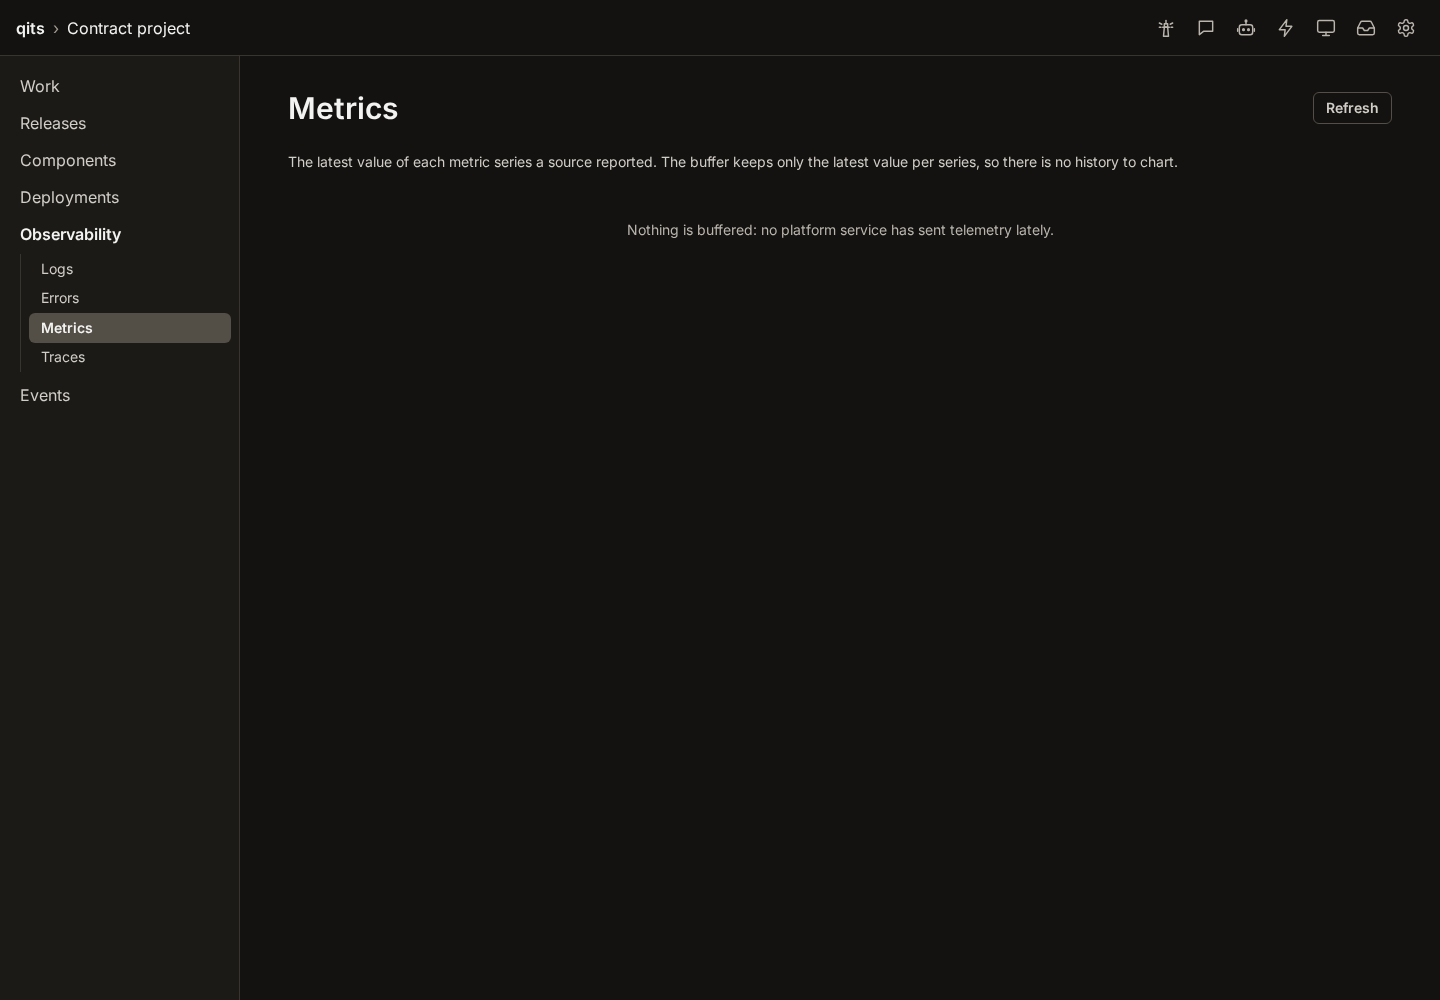 qits › Contract project
Work
Releases
Components
Deployments
Observability
Logs
Errors
Metrics
Traces
Events
Metrics
Refresh
The latest value of each metric series a source reported. The buffer keeps only the latest value per series, so there is no history to chart.
Nothing is buffered: no platform service has sent telemetry lately.